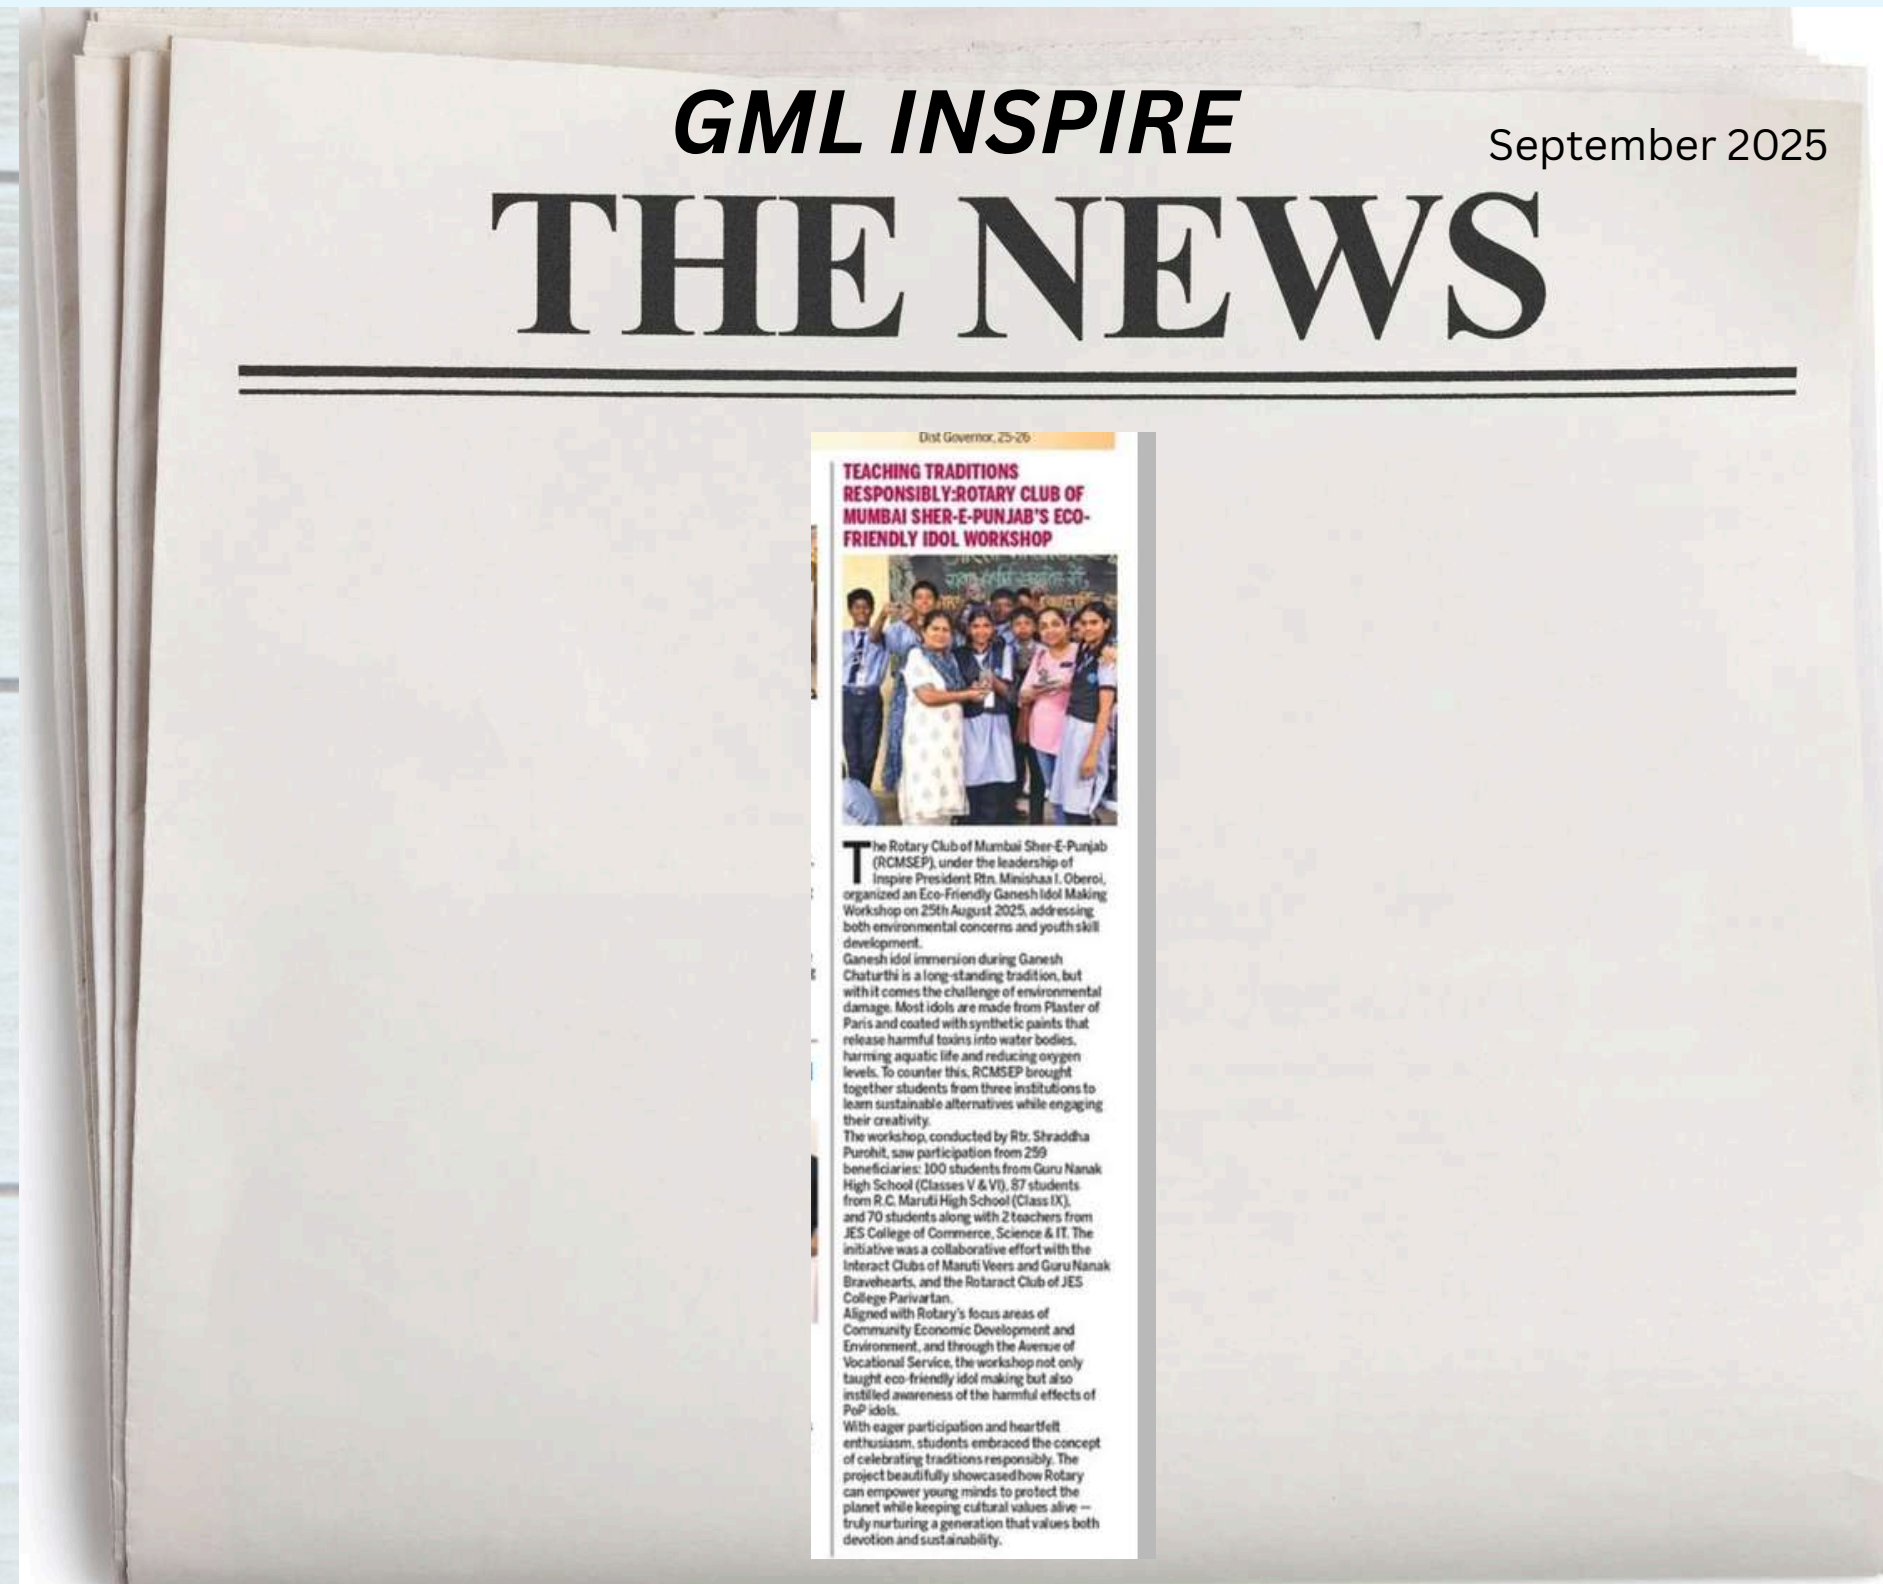 GML INSPIRE
September 2025
THE NEWS
Dist Governor, 25-26
TEACHING TRADITIONS
RESPONSIBLY:ROTARY CLUB OF
MUMBAI SHER-E-PUNJAB'S ECO-
FRIENDLY IDOL WORKSHOP
The Rotary Club of Mumbai Sher-E-Punjab
(RCMSEP), under the leadership of
Inspire President Rtn. Minishaa I. Oberoi,
organized an Eco-Friendly Ganesh Idol Making
Workshop on 25th August 2025, addressing
both environmental concerns and youth skill
development.
Ganesh idol immersion during Ganesh
Chaturthi is a long-standing tradition, but
with it comes the challenge of environmental
damage. Most idols are made from Plaster of
Paris and coated with synthetic paints that
release harmful toxins into water bodies,
harming aquatic life and reducing oxygen
levels. To counter this, RCMSEP brought
together students from three institutions to
learn sustainable alternatives while engaging
their creativity.
The workshop, conducted by Rtr. Shraddha
Purohit, saw participation from 259
beneficiaries: 100 students from Guru Nanak
High School (Classes V & VI), 87 students
from R.C. Maruti High School (Class IX),
and 70 students along with 2 teachers from
JES College of Commerce, Science & IT. The
initiative was a collaborative effort with the
Interact Clubs of Maruti Veers and Guru Nanak
Bravehearts, and the Rotaract Club of JES
College Parivartan.
Aligned with Rotary's focus areas of
Community Economic Development and
Environment, and through the Avenue of
Vocational Service, the workshop not only
taught eco-friendly idol making but also
instilled awareness of the harmful effects of
PoP idols.
With eager participation and heartfelt
enthusiasm, students embraced the concept
of celebrating traditions responsibly. The
project beautifully showcased how Rotary
can empower young minds to protect the
planet while keeping cultural values alive —
truly nurturing a generation that values both
devotion and sustainability.